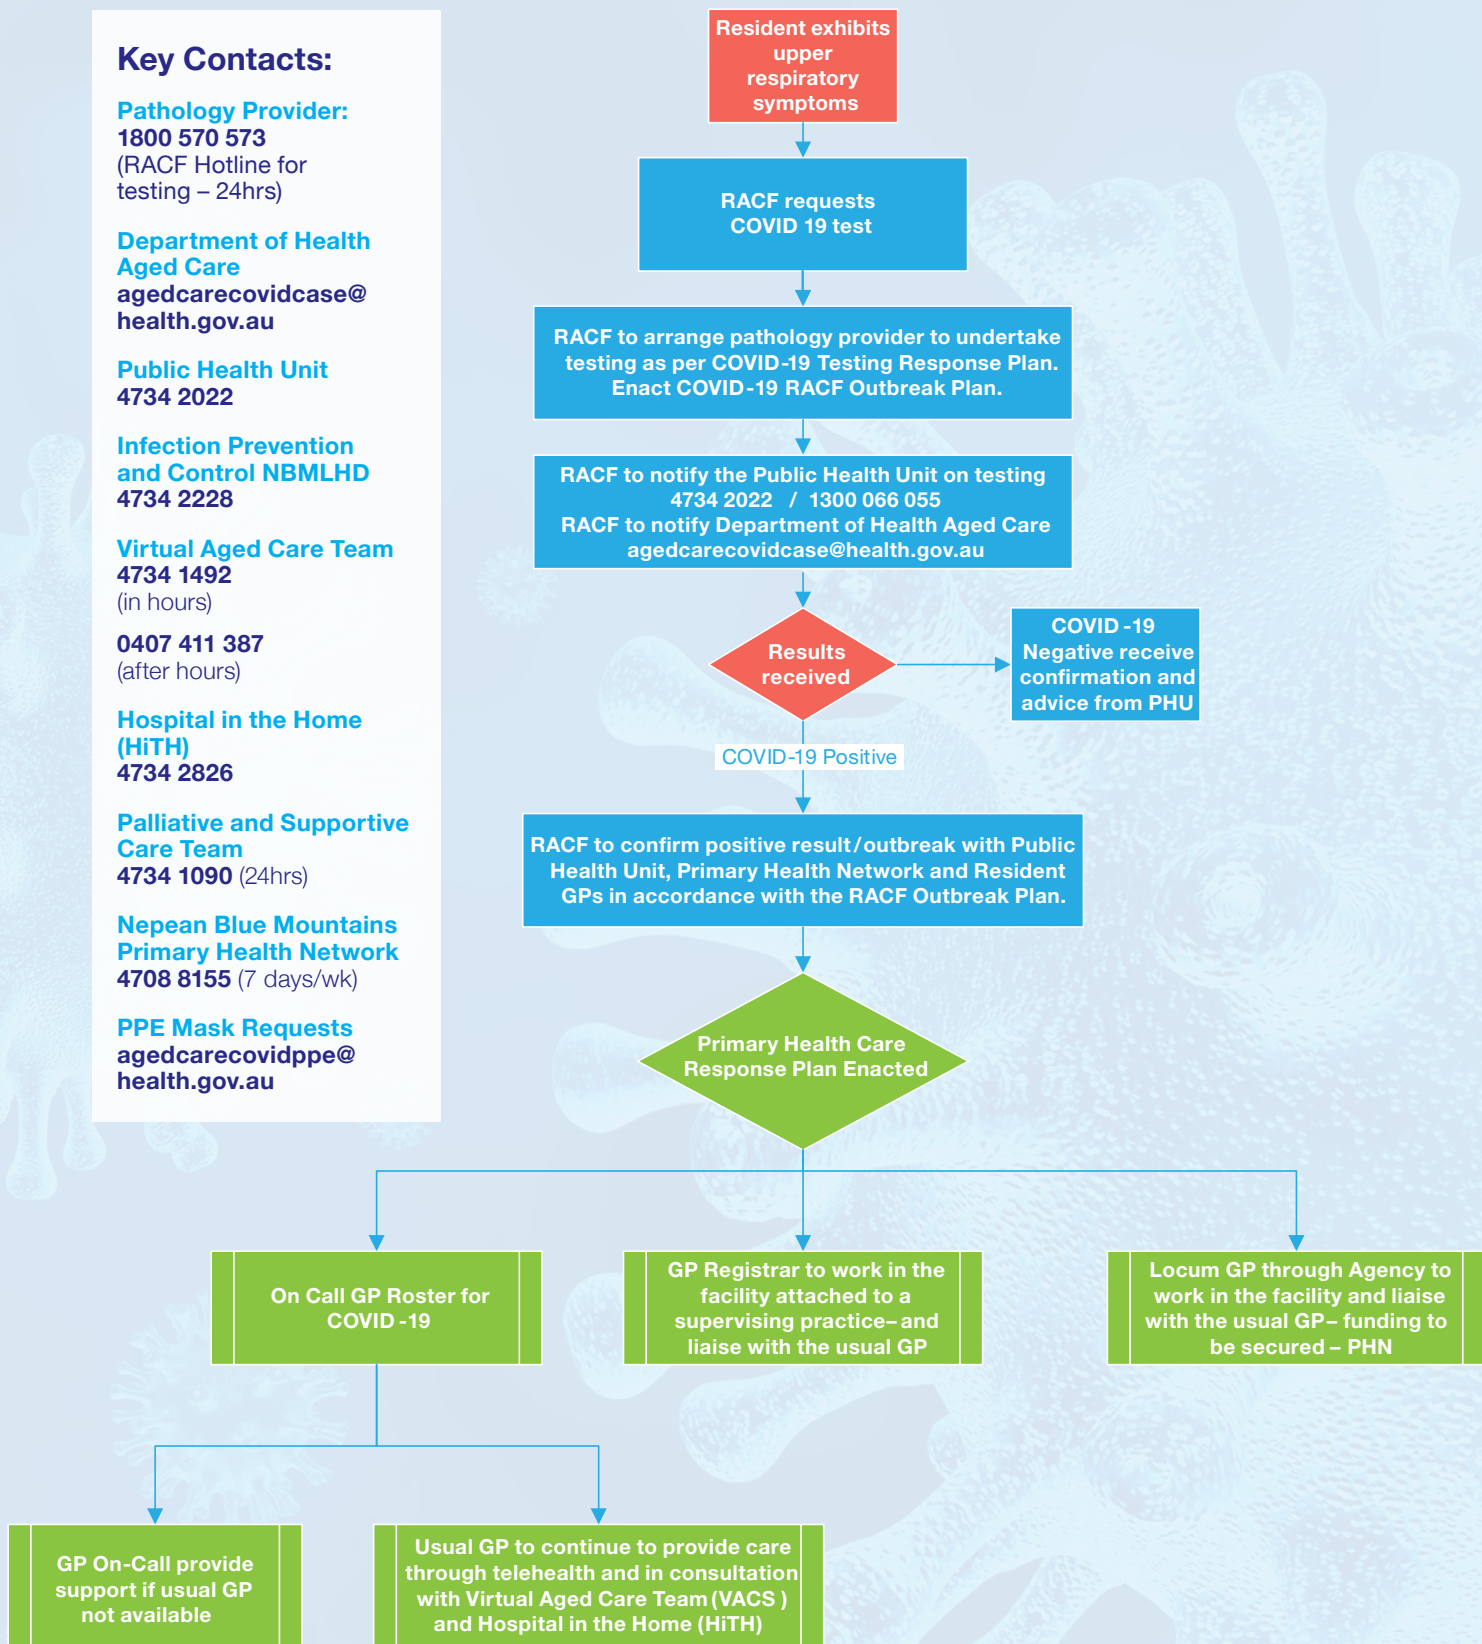 Key Contacts:
Pathology Provider:
1800 570 573
(RACF Hotline for
testing – 24hrs)
Department of Health
Aged Care
agedcarecovidcase@
health.gov.au
Public Health Unit
4734 2022
Infection Prevention
and Control NBMLHD
4734 2228
Virtual Aged Care Team
4734 1492
(in hours)
0407 411 387
(after hours)
Hospital in the Home
(HiTH)
4734 2826
Palliative and Supportive
Care Team
4734 1090 (24hrs)
Nepean Blue Mountains
Primary Health Network
4708 8155 (7 days/wk)
PPE Mask Requests
agedcarecovidppe@
health.gov.au
Resident exhibits
upper
respiratory
symptoms
RACF requests
COVID 19 test
RACF to arrange pathology provider to undertake
testing as per COVID-19 Testing Response Plan.
Enact COVID-19 RACF Outbreak Plan.
RACF to notify the Public Health Unit on testing
4734 2022 / 1300 066 055
RACF to notify Department of Health Aged Care
agedcarecovidcase@health.gov.au
Results
received
COVID -19
Negative receive
confirmation and
advice from PHU
COVID-19 Positive
RACF to confirm positive result/outbreak with Public
Health Unit, Primary Health Network and Resident
GPs in accordance with the RACF Outbreak Plan.
Primary Health Care
Response Plan Enacted
On Call GP Roster for
COVID -19
GP Registrar to work in the
facility attached to a
supervising practice– and
liaise with the usual GP
Locum GP through Agency to
work in the facility and liaise
with the usual GP– funding to
be secured – PHN
GP On-Call provide
support if usual GP
not available
Usual GP to continue to provide care
through telehealth and in consultation
with Virtual Aged Care Team (VACS )
and Hospital in the Home (HiTH)